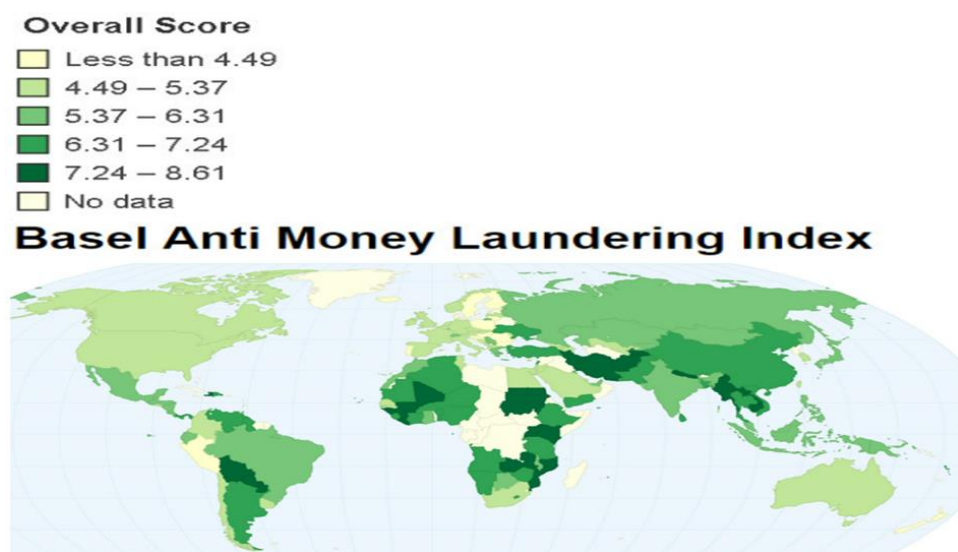 Overall Score
Less than 4.49
4.49 – 5.37
5.37 – 6.31
6.31 – 7.24
7.24 – 8.61
No data
Basel Anti Money Laundering Index